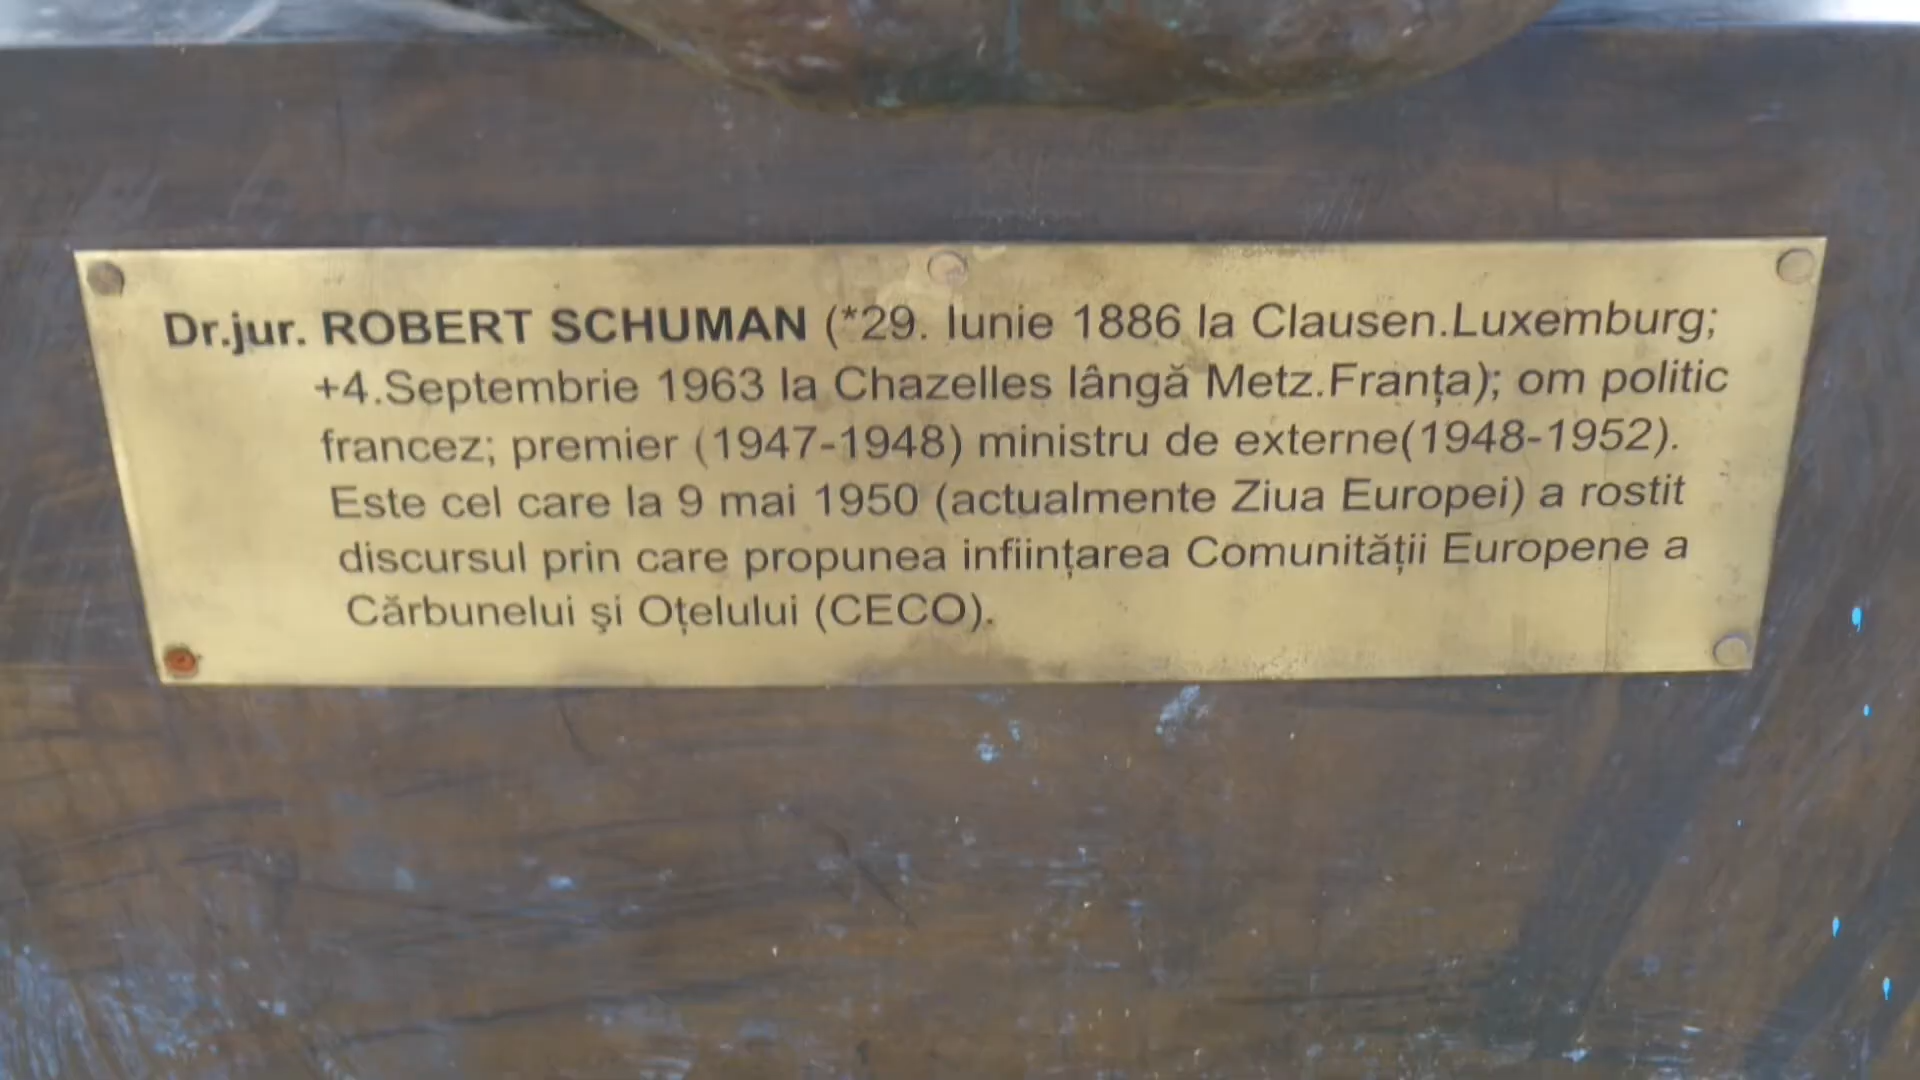 Dr.jur. ROBERT SCHUMAN (*29. Iunie 1886 la Clausen.Luxemburg;
+4.Septembrie 1963 la Chazelles lângă Metz.Franța); om politic
francez; premier (1947-1948) ministru de externe(1948-1952).
Este cel care la 9 mai 1950 (actualmente Ziua Europei) a rostit
discursul prin care propunea inființarea Comunității Europene a
Cărbunelui şi Oțelului (CECO).